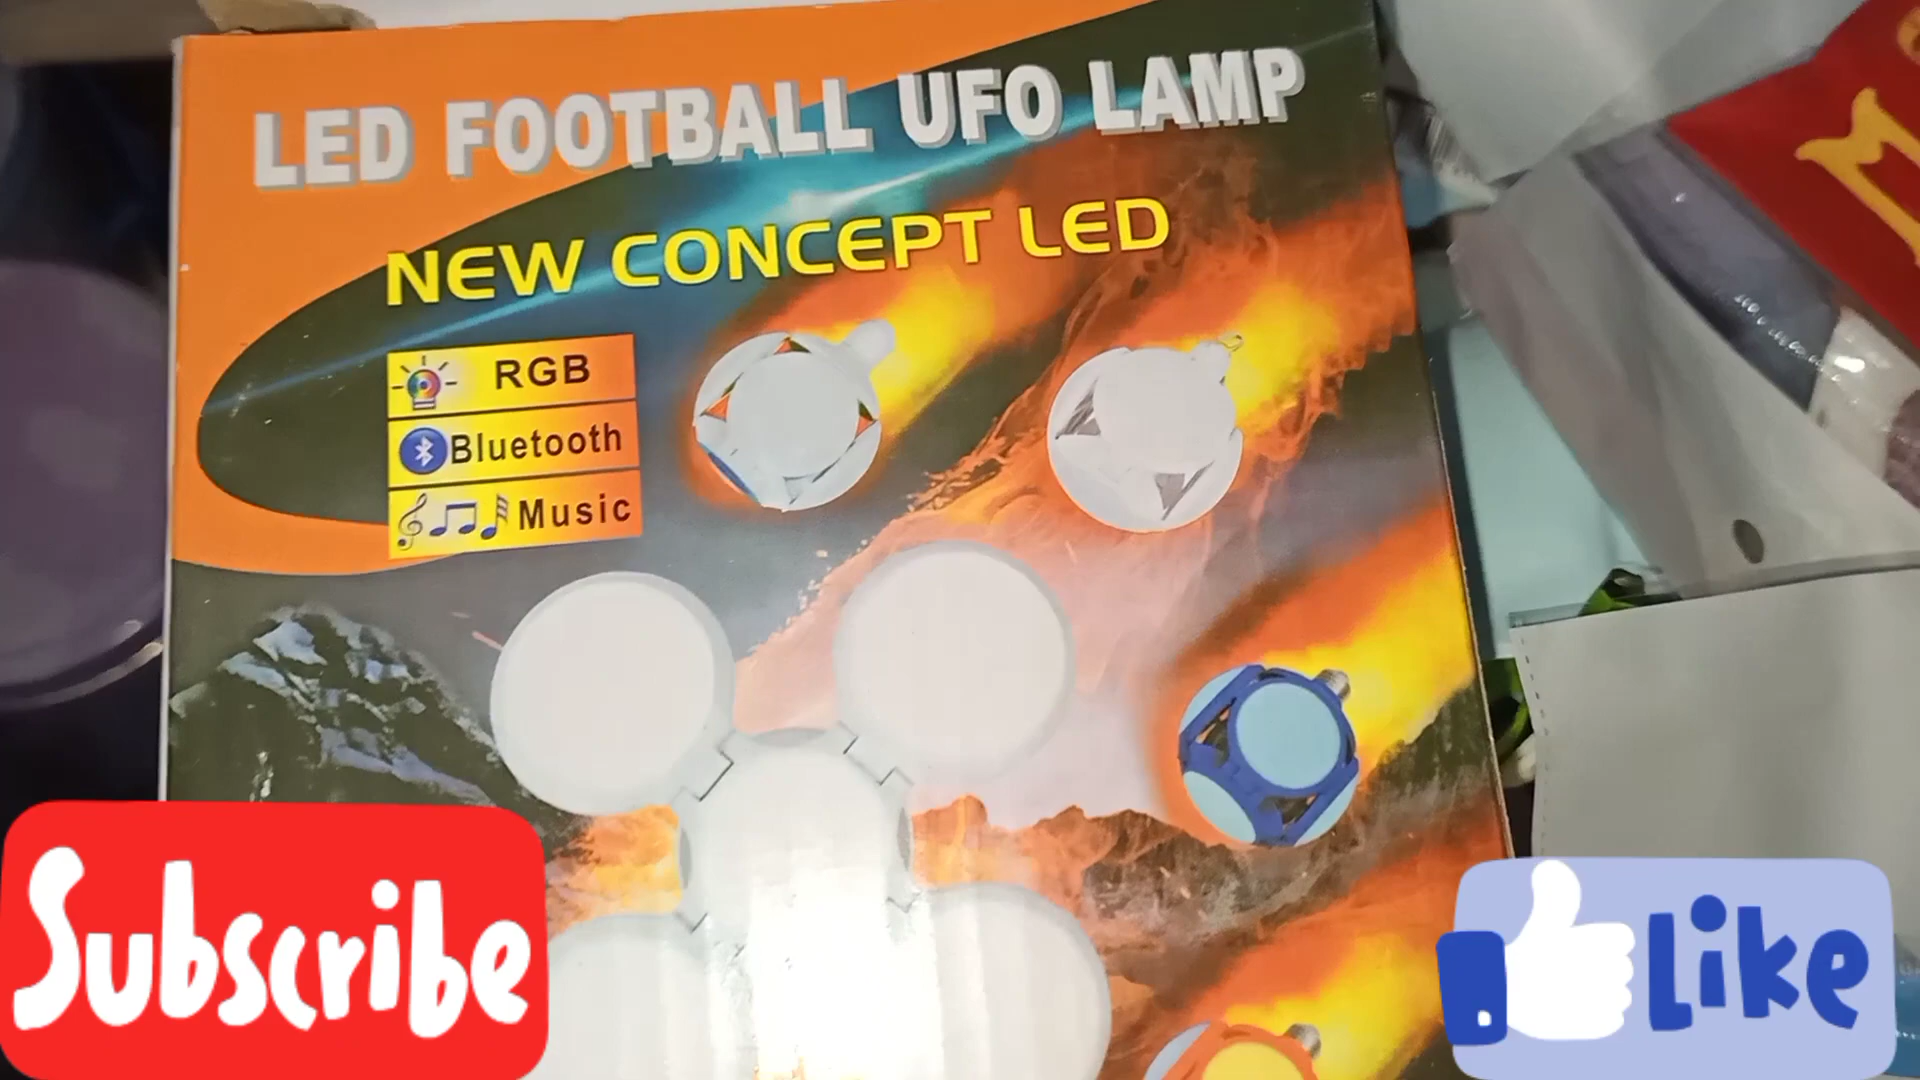 LED FOOTBALL UFO LAMP
NEW CONCEPT LED
RGB
Bluetooth
Music
Subscribe
Like